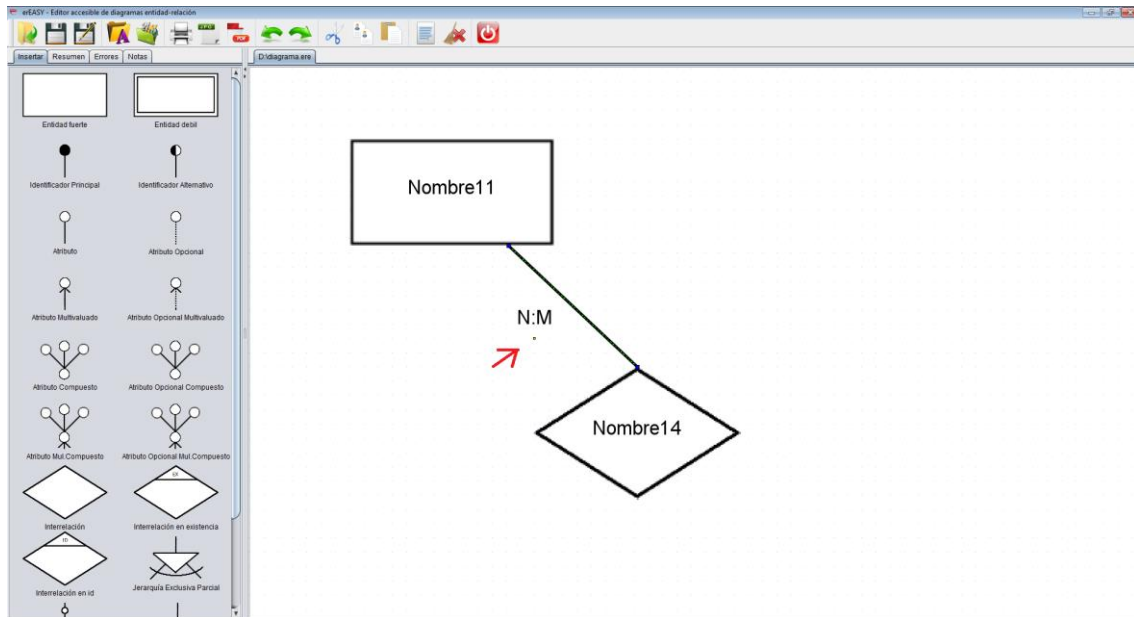 erEASY - Editor accesible de diagramas entidad-relación
Insertar Resumen Errores Notas
D:\diagrama.ere
Entidad fuerte
Entidad debil
Identificador Principal
Identificador Alternativo
Atributo
Atributo Opcional
Atributo Multivaluado
Atributo Opcional Multivaluado
Atributo Compuesto
Atributo Opcional Compuesto
Atributo Mul.Compuesto
Atributo Opcional Mul.Compuesto
Interrelación
Interrelación en existencia
Interrelación en id
Jerarquía Exclusiva Parcial
Nombre11
N:M
Nombre14